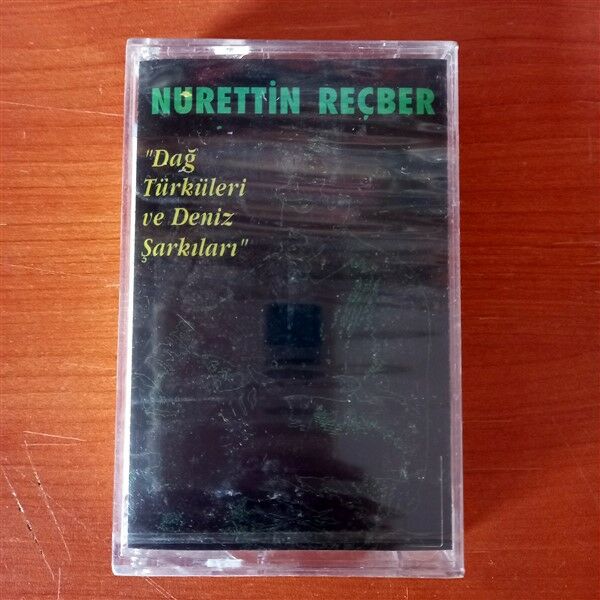 NURETTİN REÇBER
"Dağ
Türküleri
ve Deniz
Şarkıları"